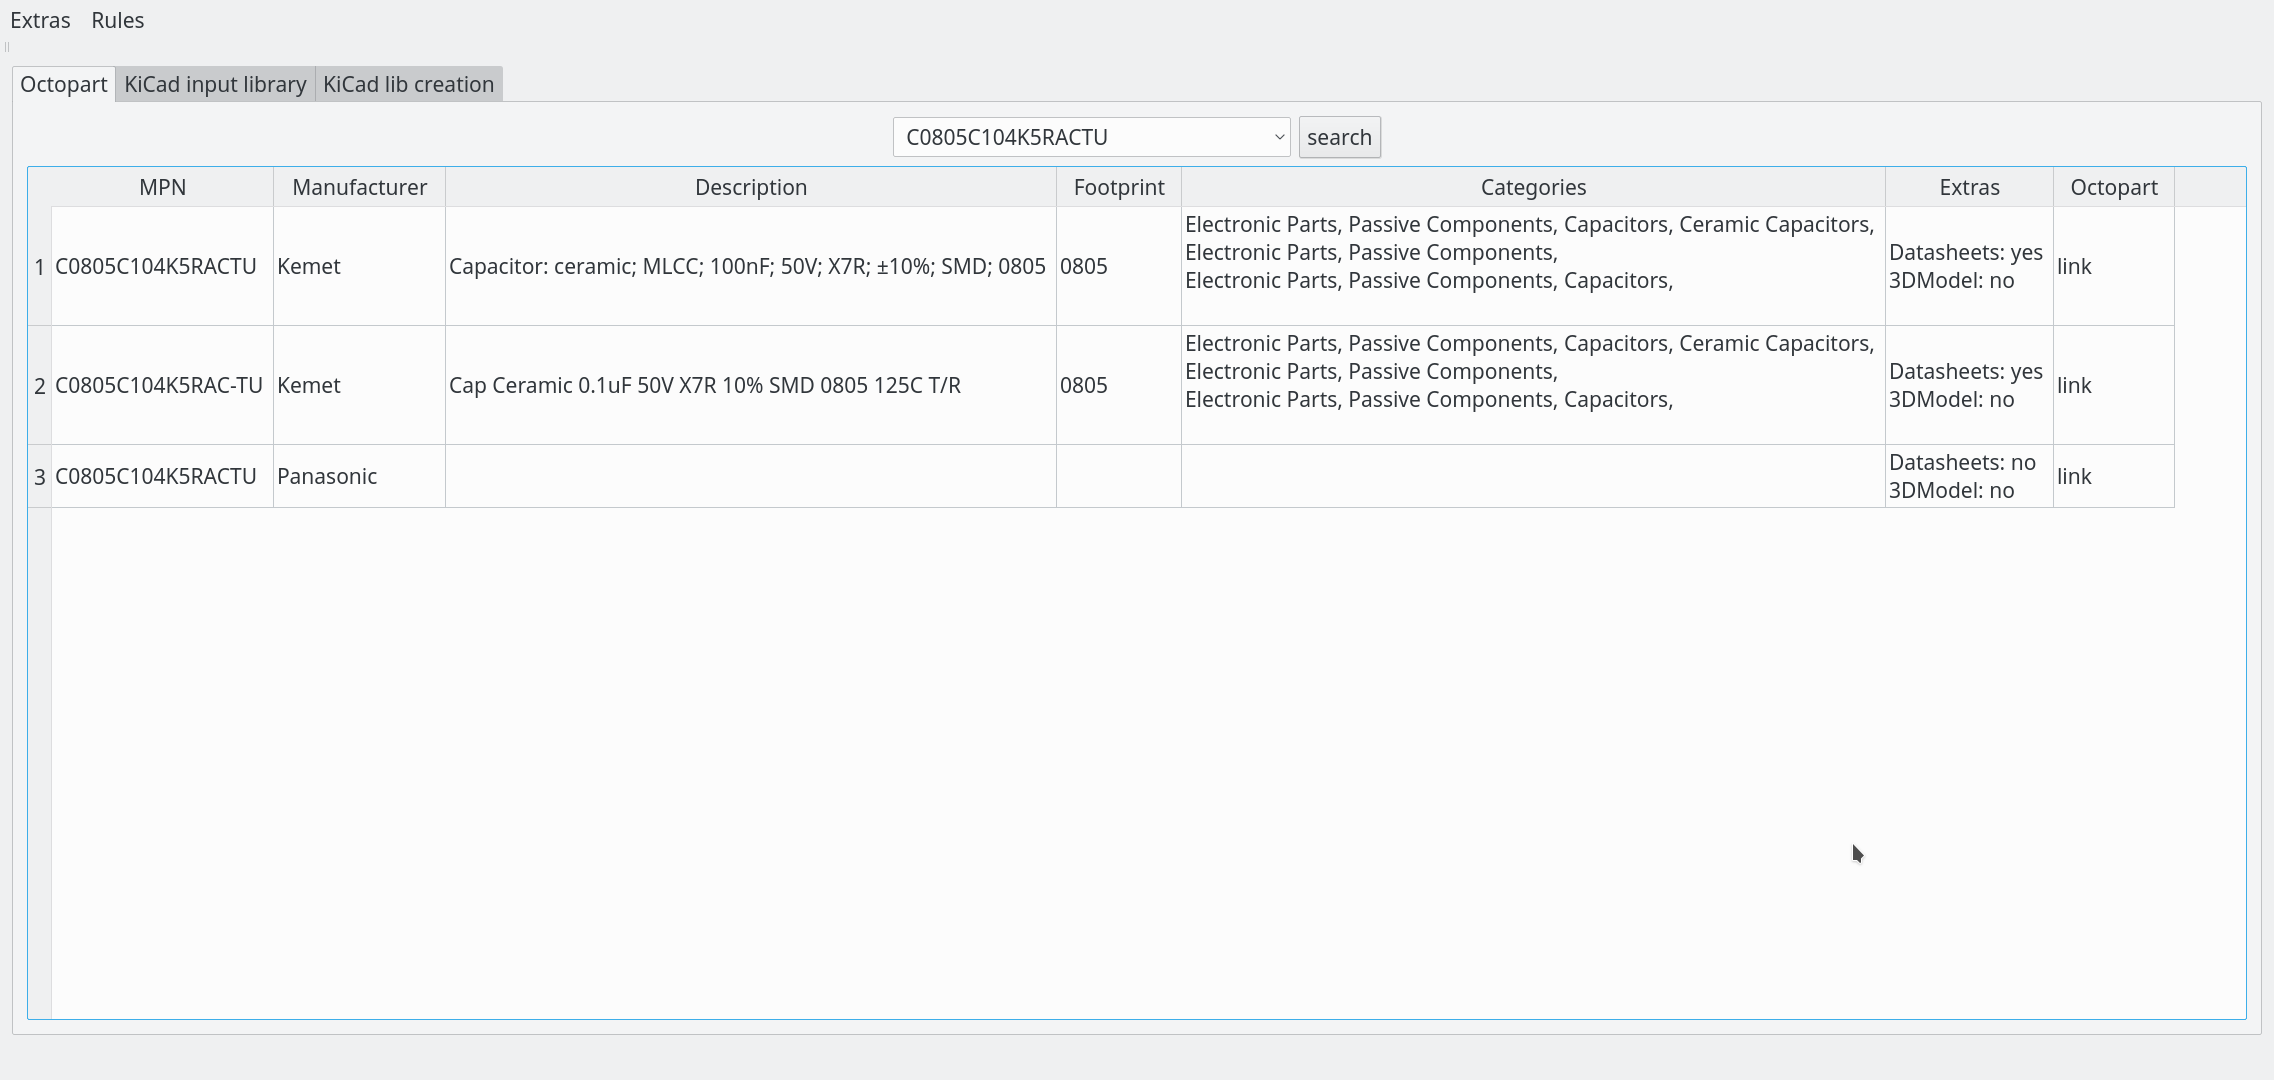 Extras Rules
Octopart KiCad input library KiCad lib creation
C0805C104K5RACTU search
MPN Manufacturer Description Footprint Categories Extras Octopart
1 C0805C104K5RACTU Kemet Capacitor: ceramic; MLCC; 100nF; 50V; X7R; ±10%; SMD; 0805 0805
Electronic Parts, Passive Components, Capacitors, Ceramic Capacitors,
Electronic Parts, Passive Components,
Electronic Parts, Passive Components, Capacitors,
Datasheets: yes
3DModel: no
link
2 C0805C104K5RAC-TU Kemet Cap Ceramic 0.1uF 50V X7R 10% SMD 0805 125C T/R 0805
Electronic Parts, Passive Components, Capacitors, Ceramic Capacitors,
Electronic Parts, Passive Components,
Electronic Parts, Passive Components, Capacitors,
Datasheets: yes
3DModel: no
link
3 C0805C104K5RACTU Panasonic
Datasheets: no
3DModel: no
link